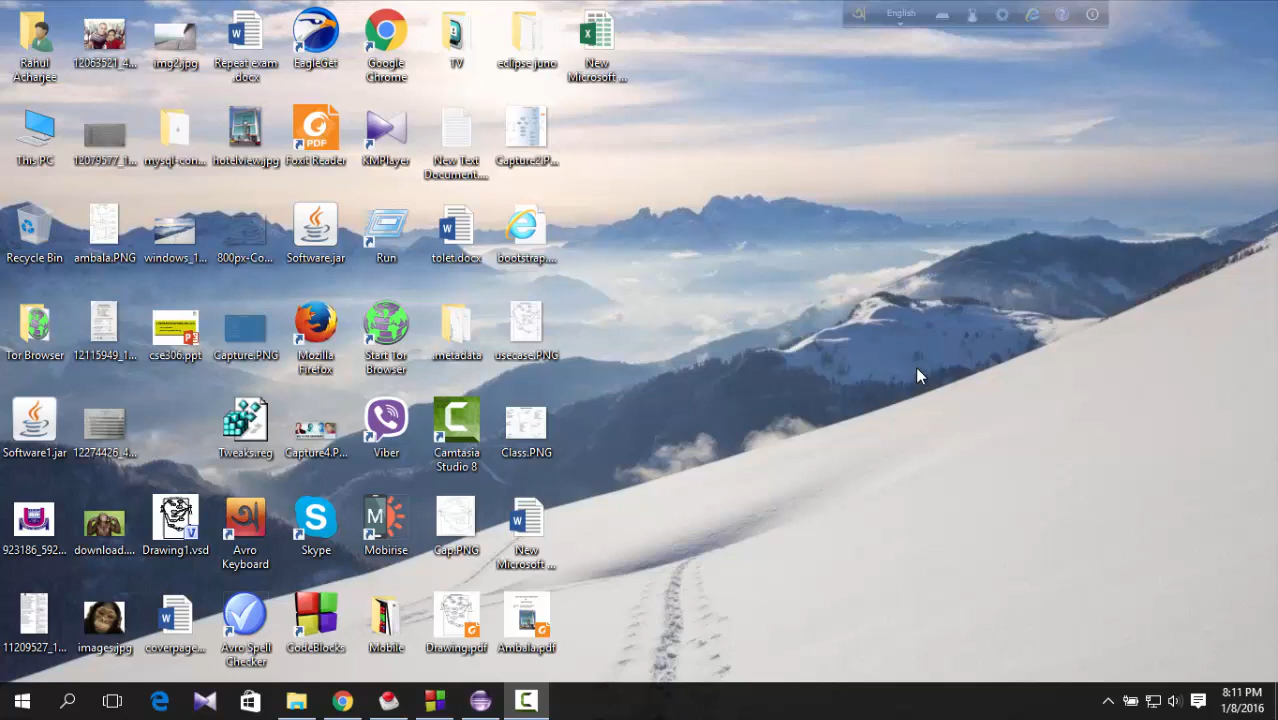 English
Rahul
Acharjee
12063521_4...
img2.jpg
Repeat exam
.docx
EagleGet
Google
Chrome
TV
eclipse juno
New
Microsoft ...
This PC
12079577_1...
mysql-con...
hotelview.jpg
PDF
Foxit Reader
KMPlayer
New Text
Document....
Capture2.P...
Recycle Bin
ambala.PNG
windows_1...
800px-Co...
Software.jar
Run
tolet.docx
bootstrap....
Tor Browser
12115949_1...
cse306.ppt
Capture.PNG
Mozilla
Firefox
Start Tor
Browser
.metadata
usecase.PNG
Software1.jar
12274426_4...
Tweaks.reg
Capture4.P...
Viber
Camtasia
Studio 8
Class.PNG
923186_592...
download....
Drawing1.vsd
অ
Avro
Keyboard
Skype
M
Mobirise
Cap.PNG
New
Microsoft ...
11209527_1...
images.jpg
coverpage...
Avro Spell
Checker
CodeBlocks
Mobile
Drawing.pdf
Ambala.pdf
8:11 PM
1/8/2016